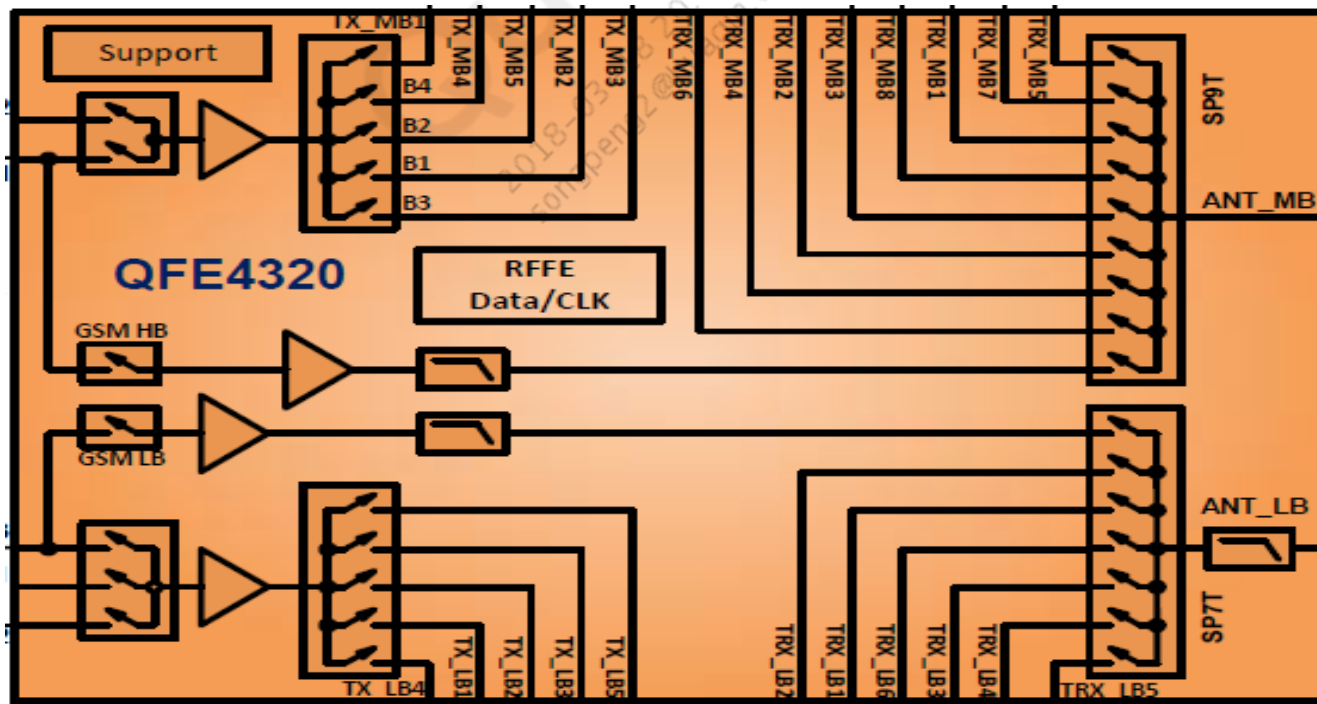 TX_MB1
TX_MB4
TX_MB5
TX_MB2
TX_MB3
TRX_MB6
TRX_MB4
TRX_MB2
TRX_MB3
TRX_MB8
TRX_MB1
TRX_MB7
TRX_MB5
Support
B4
B2
B1
B3
SP9T
ANT_MB
QFE4320
RFFE
Data/CLK
GSM HB
GSM LB
ANT_LB
SP7T
TX_LB4
TX_LB1
TX_LB2
TX_LB3
TX_LB5
TRX_LB2
TRX_LB1
TRX_LB6
TRX_LB3
TRX_LB4
TRX_LB5